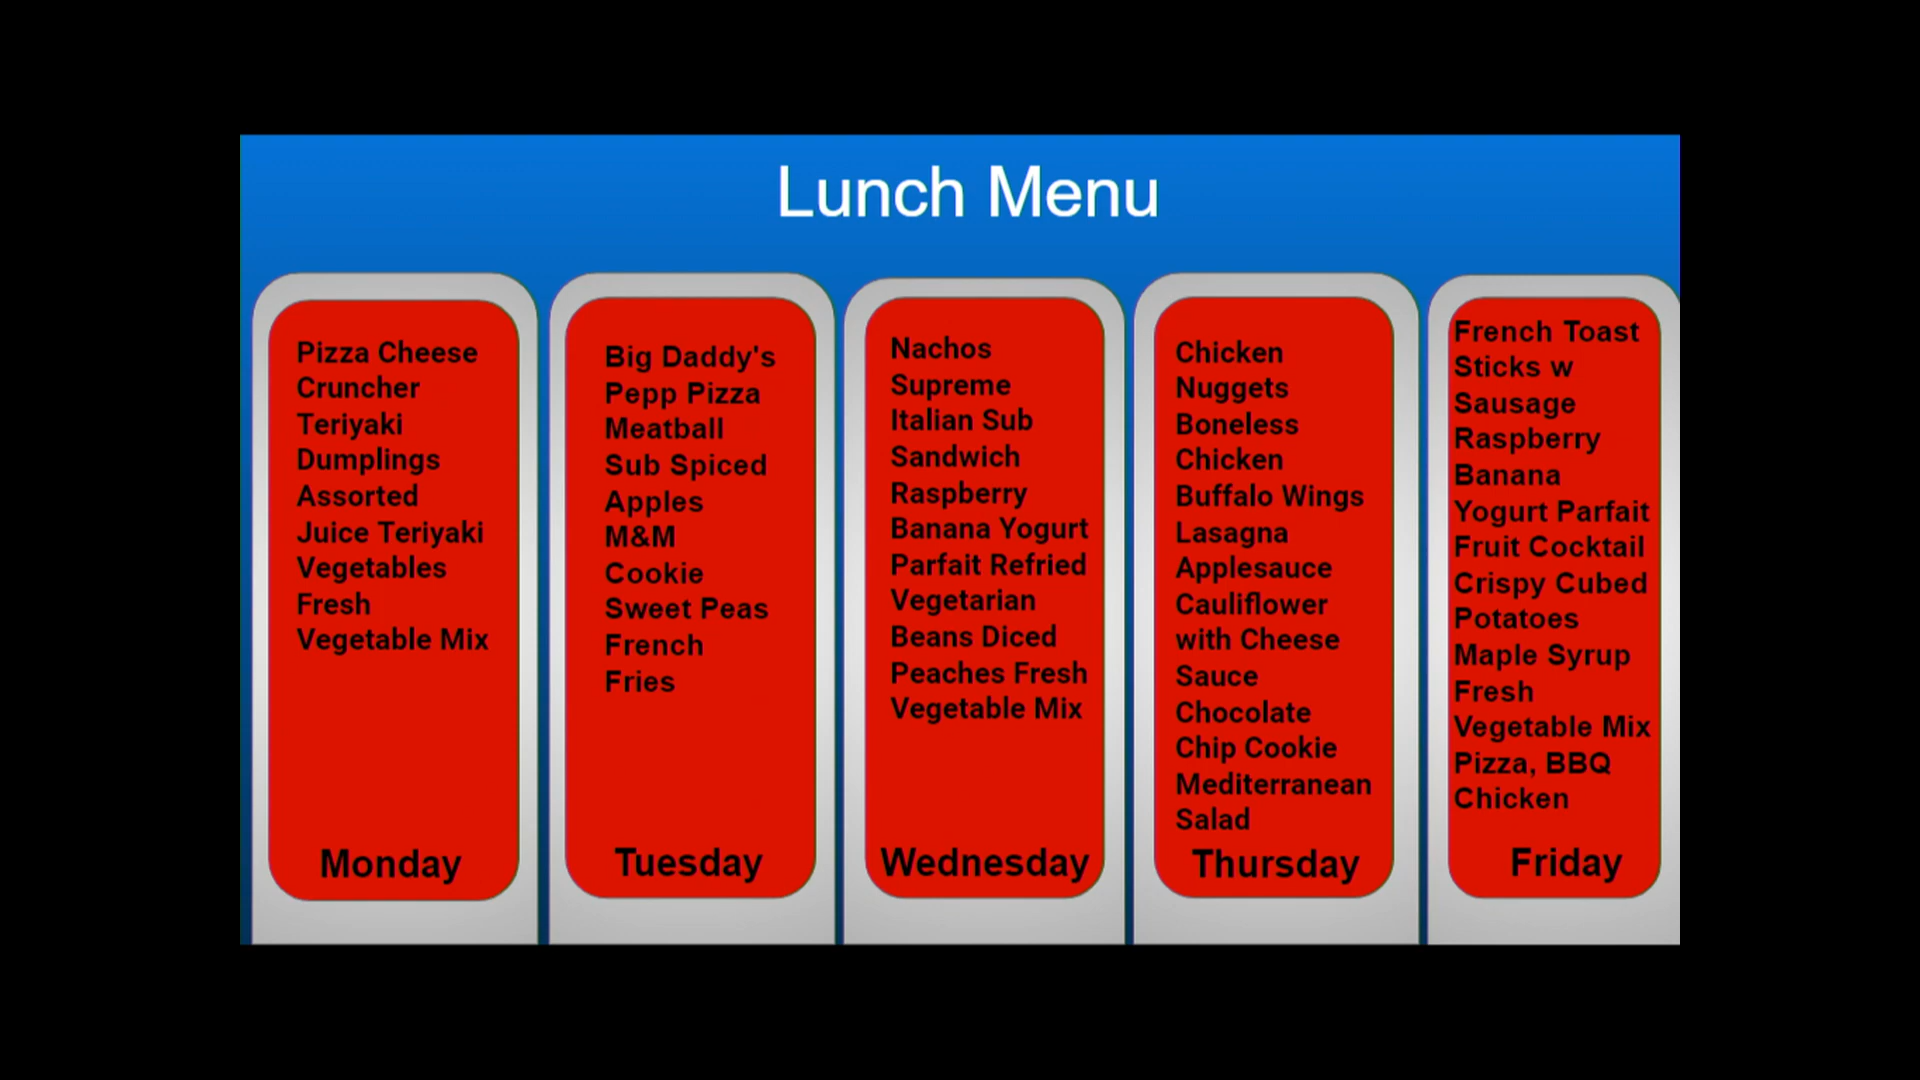 Lunch Menu
Pizza Cheese
Cruncher
Teriyaki
Dumplings
Assorted
Juice Teriyaki
Vegetables
Fresh
Vegetable Mix
Monday
Big Daddy's
Pepp Pizza
Meatball
Sub Spiced
Apples
M&M
Cookie
Sweet Peas
French
Fries
Tuesday
Nachos
Supreme
Italian Sub
Sandwich
Raspberry
Banana Yogurt
Parfait Refried
Vegetarian
Beans Diced
Peaches Fresh
Vegetable Mix
Wednesday
Chicken
Nuggets
Boneless
Chicken
Buffalo Wings
Lasagna
Applesauce
Cauliflower
with Cheese
Sauce
Chocolate
Chip Cookie
Mediterranean
Salad
Thursday
French Toast
Sticks w
Sausage
Raspberry
Banana
Yogurt Parfait
Fruit Cocktail
Crispy Cubed
Potatoes
Maple Syrup
Fresh
Vegetable Mix
Pizza, BBQ
Chicken
Friday